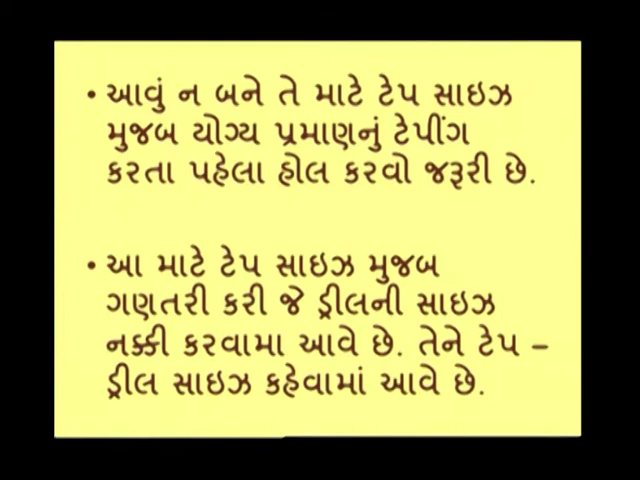 • આવું ન બને તે માટે ટેપ સાઇઝ
મુજબ યોગ્ય પ્રમાણનું ટેપીંગ
કરતા પહેલા હોલ કરવો જરૂરી છે.
• આ માટે ટેપ સાઇઝ મુજબ
ગણતરી કરી જે ડ્રીલની સાઇઝ
નક્કી કરવામા આવે છે. તેને ટેપ –
ડ્રીલ સાઇઝ કહેવામાં આવે છે.